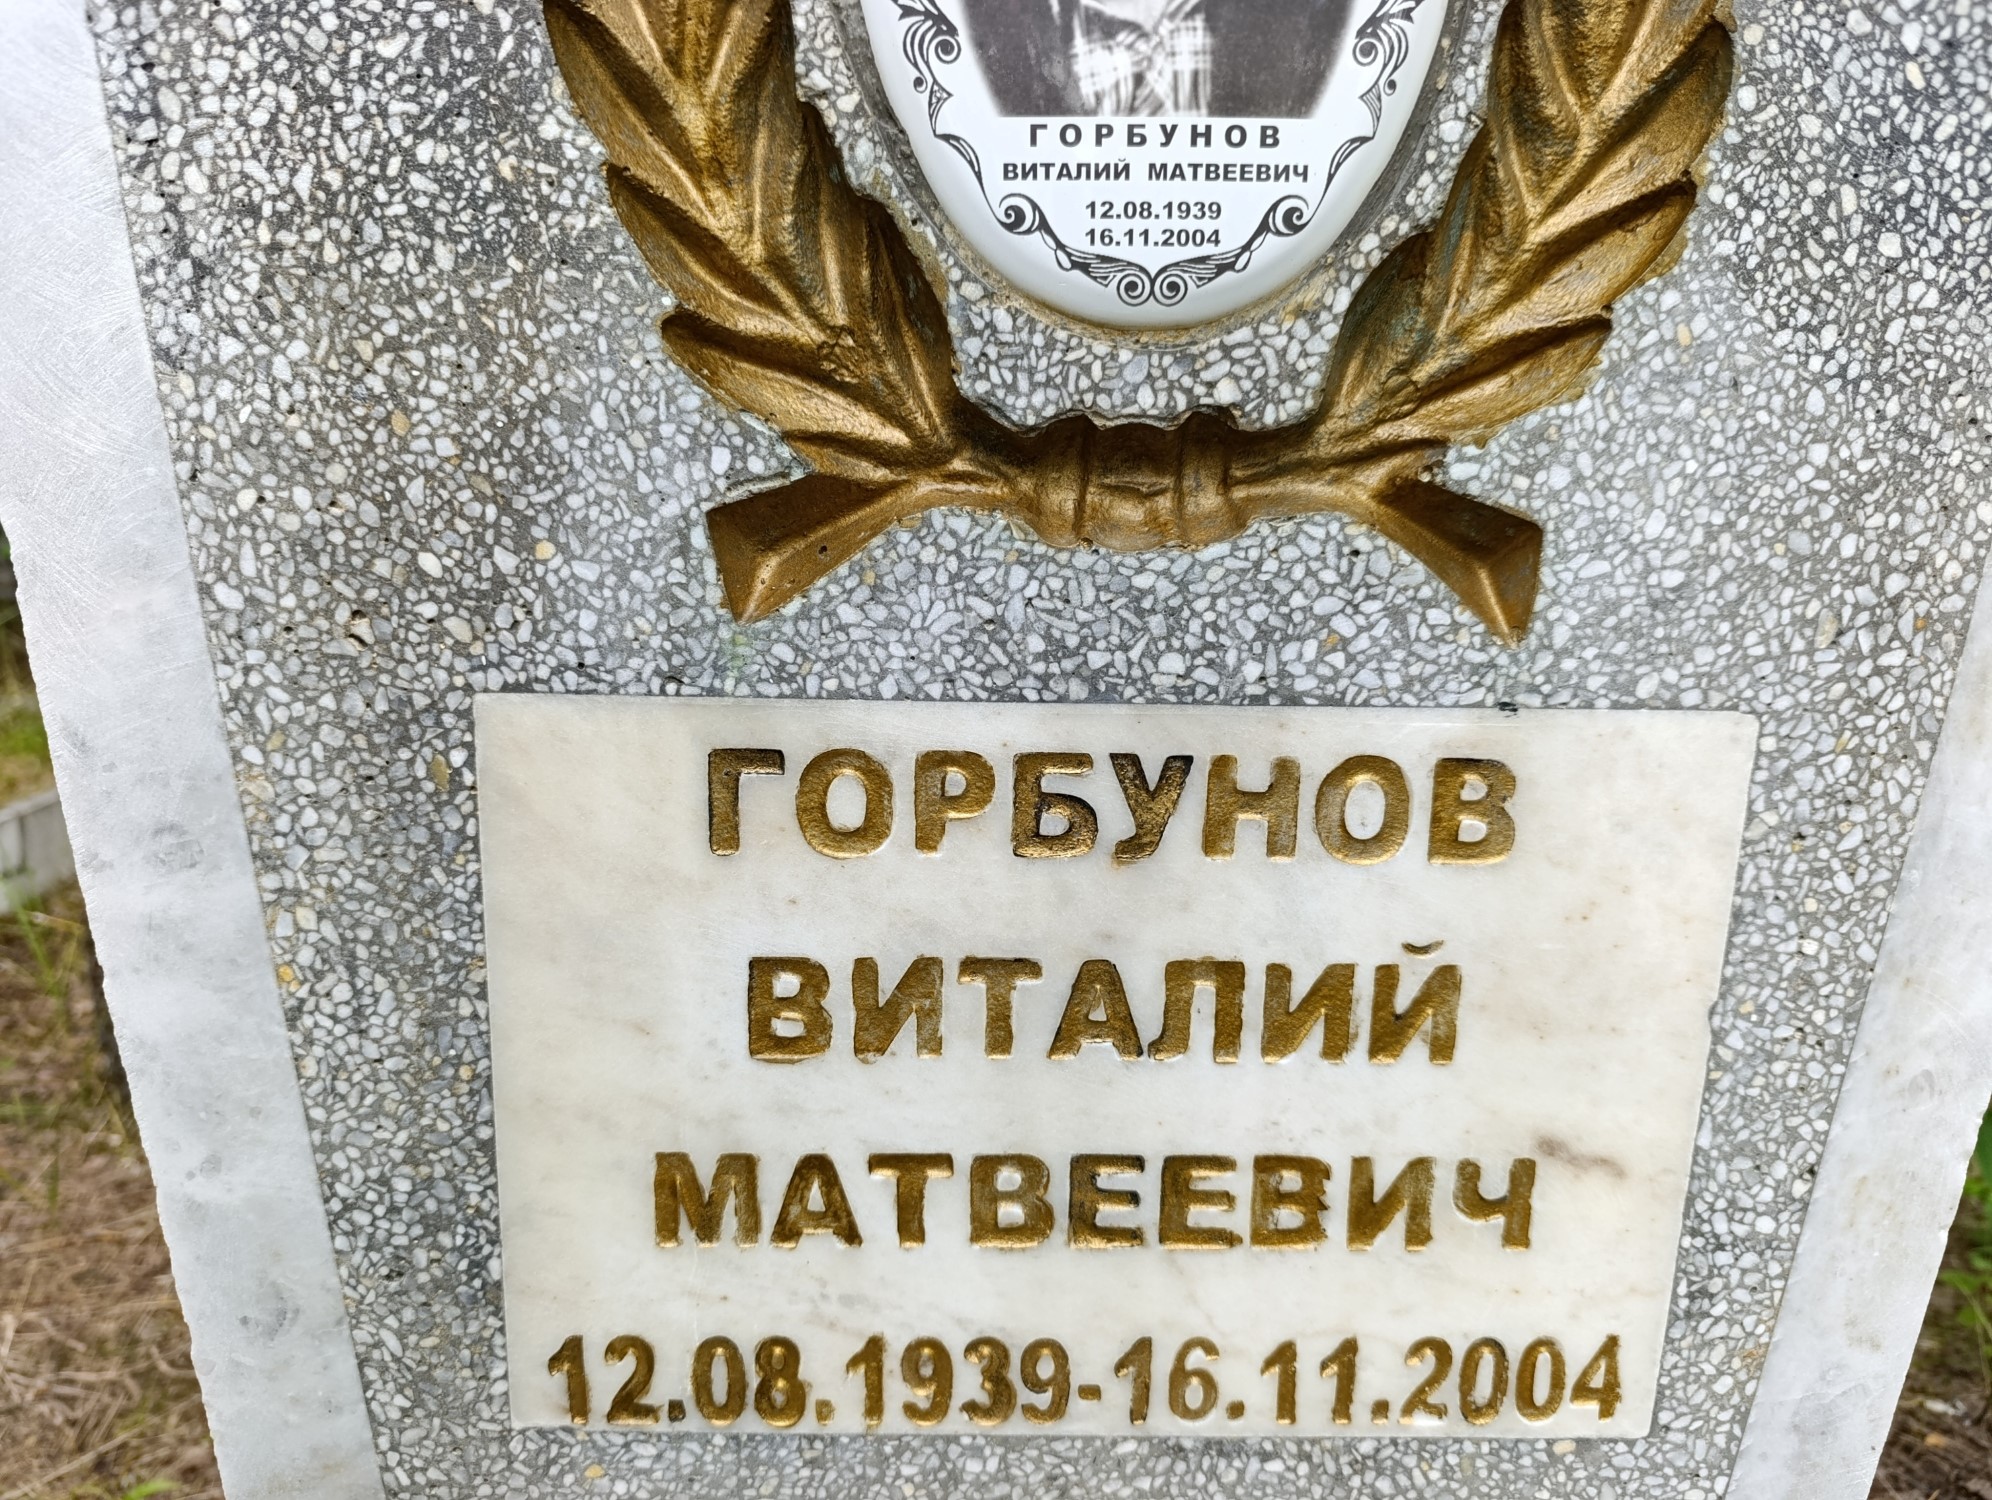 ГОРБУНОВ
ВИТАЛИЙ МАТВЕЕВИЧ
12.08.1939
16.11.2004
ГОРБУНОВ
ВИТАЛИЙ
МАТВЕЕВИЧ
12.08.1939-16.11.2004